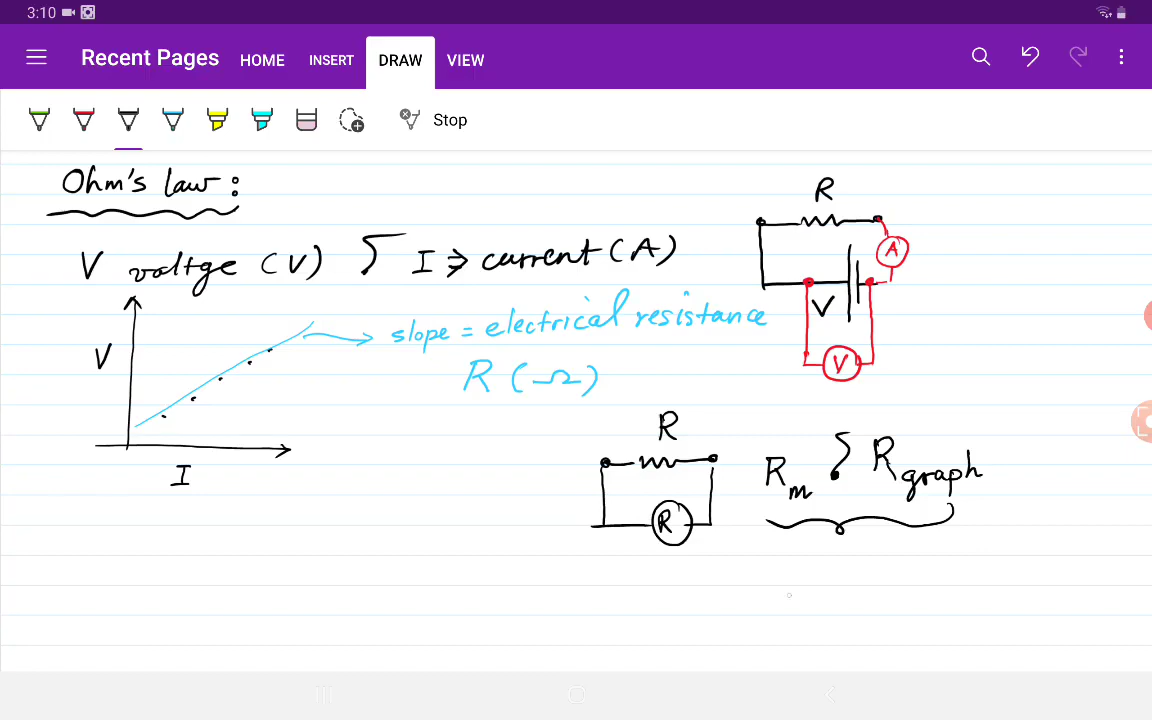 3:10
Recent Pages HOME INSERT DRAW VIEW
Stop
Ohm's law:
V voltge (V) I → current (A)
V
I
slope = electrical resistance
R (Ω)
R
A
V
V
R
R
Rm Rgraph